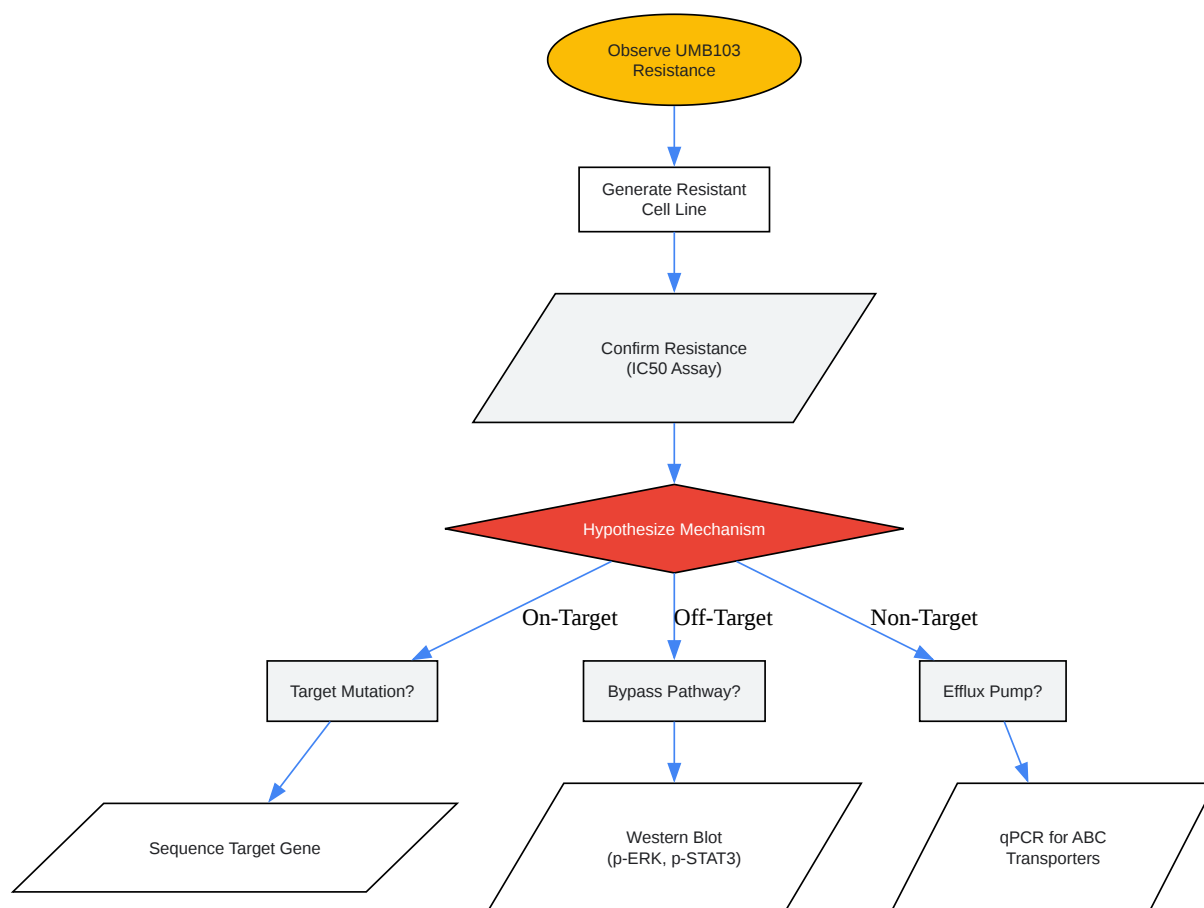 Observe UMB103
Resistance
Generate Resistant
Cell Line
Confirm Resistance
(IC50 Assay)
Hypothesize Mechanism
On-Target
Off-Target
Non-Target
Target Mutation?
Bypass Pathway?
Efflux Pump?
Sequence Target Gene
Western Blot
(p-ERK, p-STAT3)
qPCR for ABC
Transporters